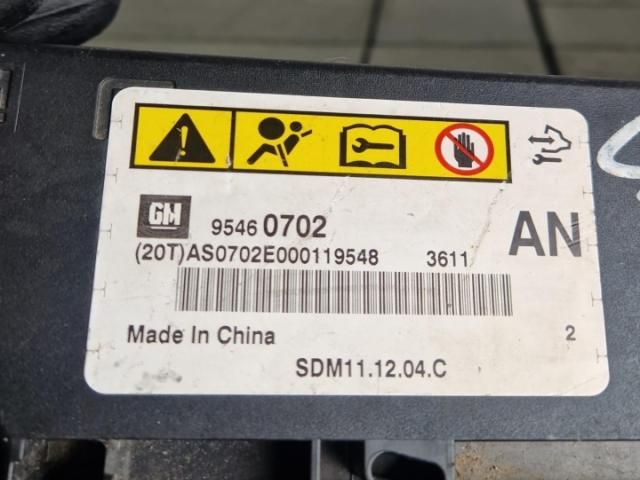 GM 9546 0702 AN
(20T)AS0702E000119548 3611
Made In China 2
SDM11.12.04.C